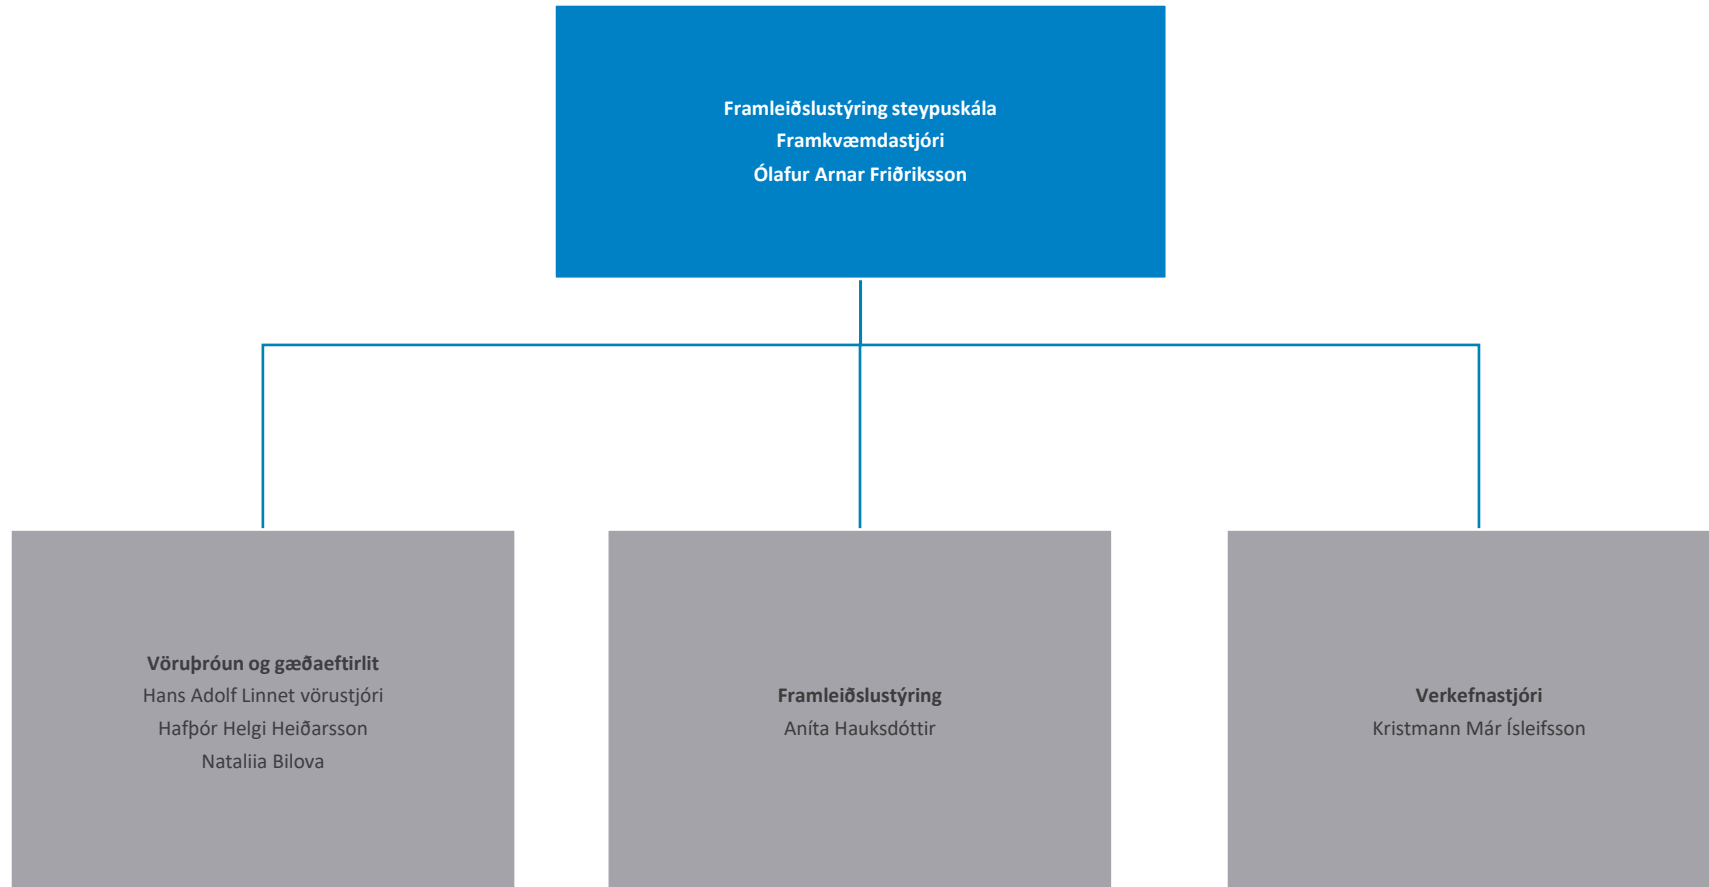 Framleiðslustýring steypuskála
Framkvæmdastjóri
Ólafur Arnar Friðriksson
Vöruþróun og gæðaeftirlit
Hans Adolf Linnet vörustjóri
Hafþór Helgi Heiðarsson
Nataliia Bilova
Framleiðslustýring
Aníta Hauksdóttir
Verkefnastjóri
Kristmann Már Ísleifsson